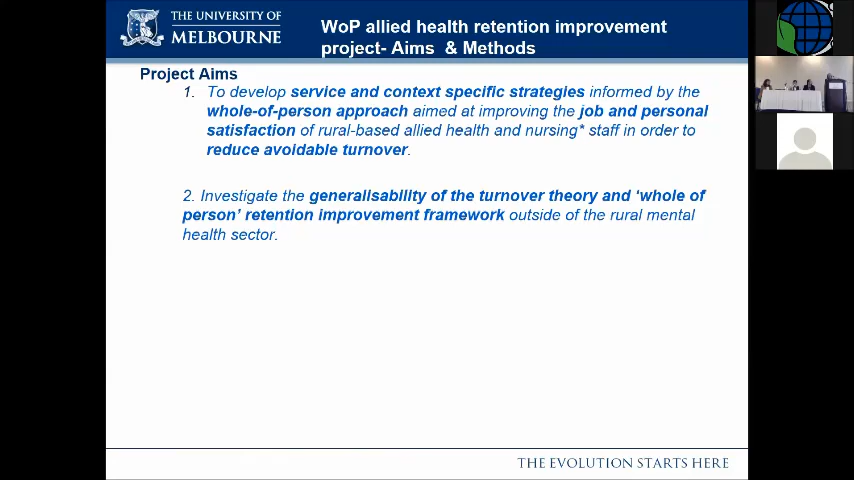 THE UNIVERSITY OF
MELBOURNE
WoP allied health retention improvement
project- Aims & Methods
Project Aims
1. To develop service and context specific strategies informed by the
whole-of-person approach aimed at improving the job and personal
satisfaction of rural-based allied health and nursing* staff in order to
reduce avoidable turnover.
2. Investigate the generalisability of the turnover theory and ‘whole of
person’ retention improvement framework outside of the rural mental
health sector.
THE EVOLUTION STARTS HERE